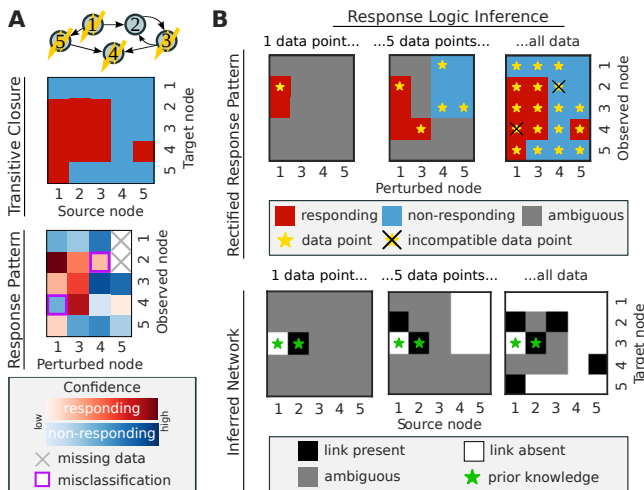 A
1
2
3
4
5
Transitive Closure
1 2 3 4 5
Target node
1 2 3 4 5
Source node
Response Pattern
1 2 3 4 5
Observed node
1 2 3 4 5
Perturbed node
Confidence
low
responding
non-responding
high
missing data
misclassification
B
Response Logic Inference
1 data point... ...5 data points... ...all data
Rectified Response Pattern
1 2 3 4 5
Observed node
1 2 3 4 5 1 2 3 4 5 1 2 3 4 5
Perturbed node
responding non-responding ambiguous
data point incompatible data point
1 data point... ...5 data points... ...all data
Inferred Network
1 2 3 4 5
Target node
1 2 3 4 5 1 2 3 4 5 1 2 3 4 5
Source node
link present link absent
ambiguous prior knowledge